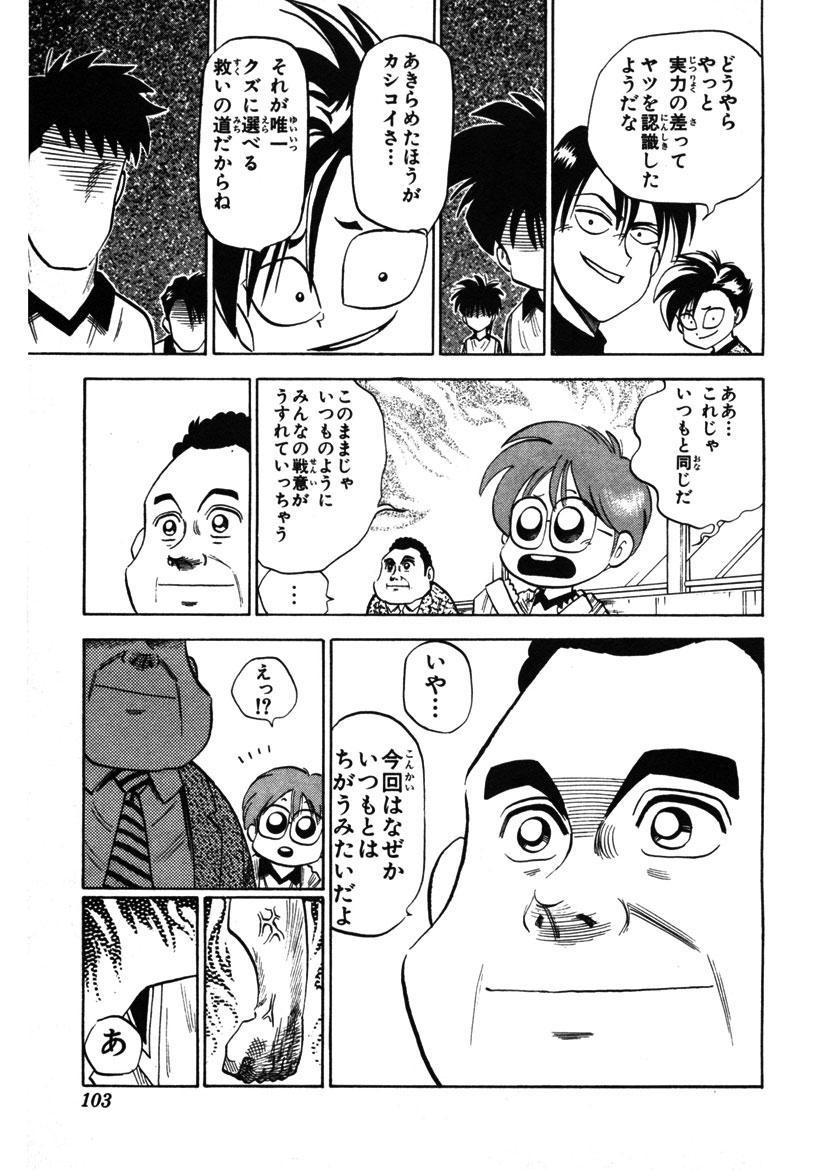 どうやら
やっと
実力の差って
ヤツを認識した
ようだな
あきらめたほうが
カシコイさ…
それが唯一
クズに選べる
救いの道だからね
ああ…
これじゃ
いつもと同じだ
このままじゃ
いつものように
みんなの戦意が
うすれていっちゃう
…
いや…
今回はなぜか
いつもとは
ちがうみたいだよ
えっ!?
あ
103